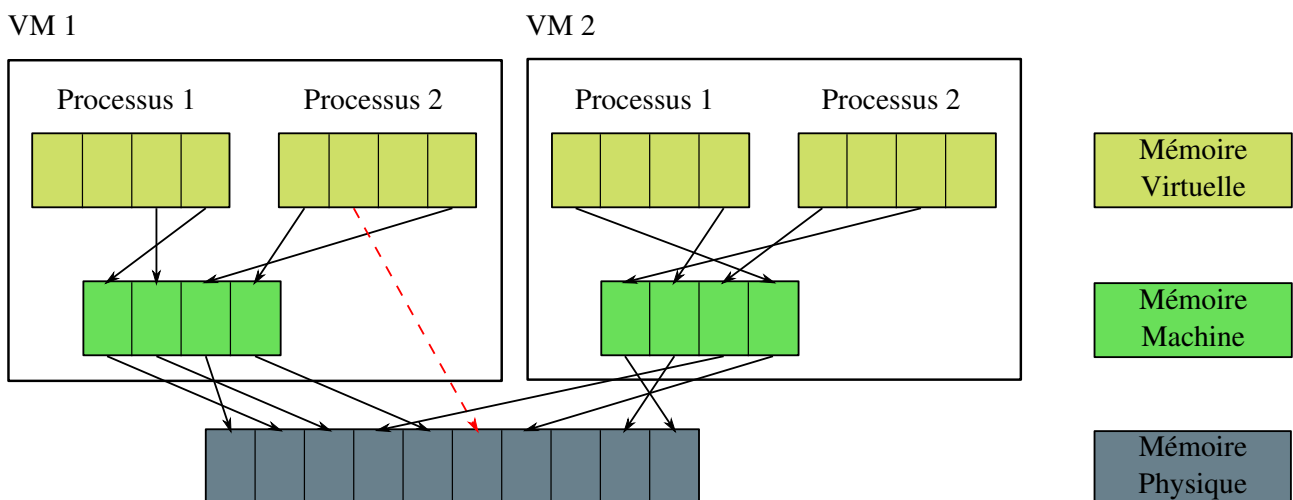 VM 1
VM 2
Processus 1
Processus 2
Processus 1
Processus 2
Mémoire
Virtuelle
Mémoire
Machine
Mémoire
Physique